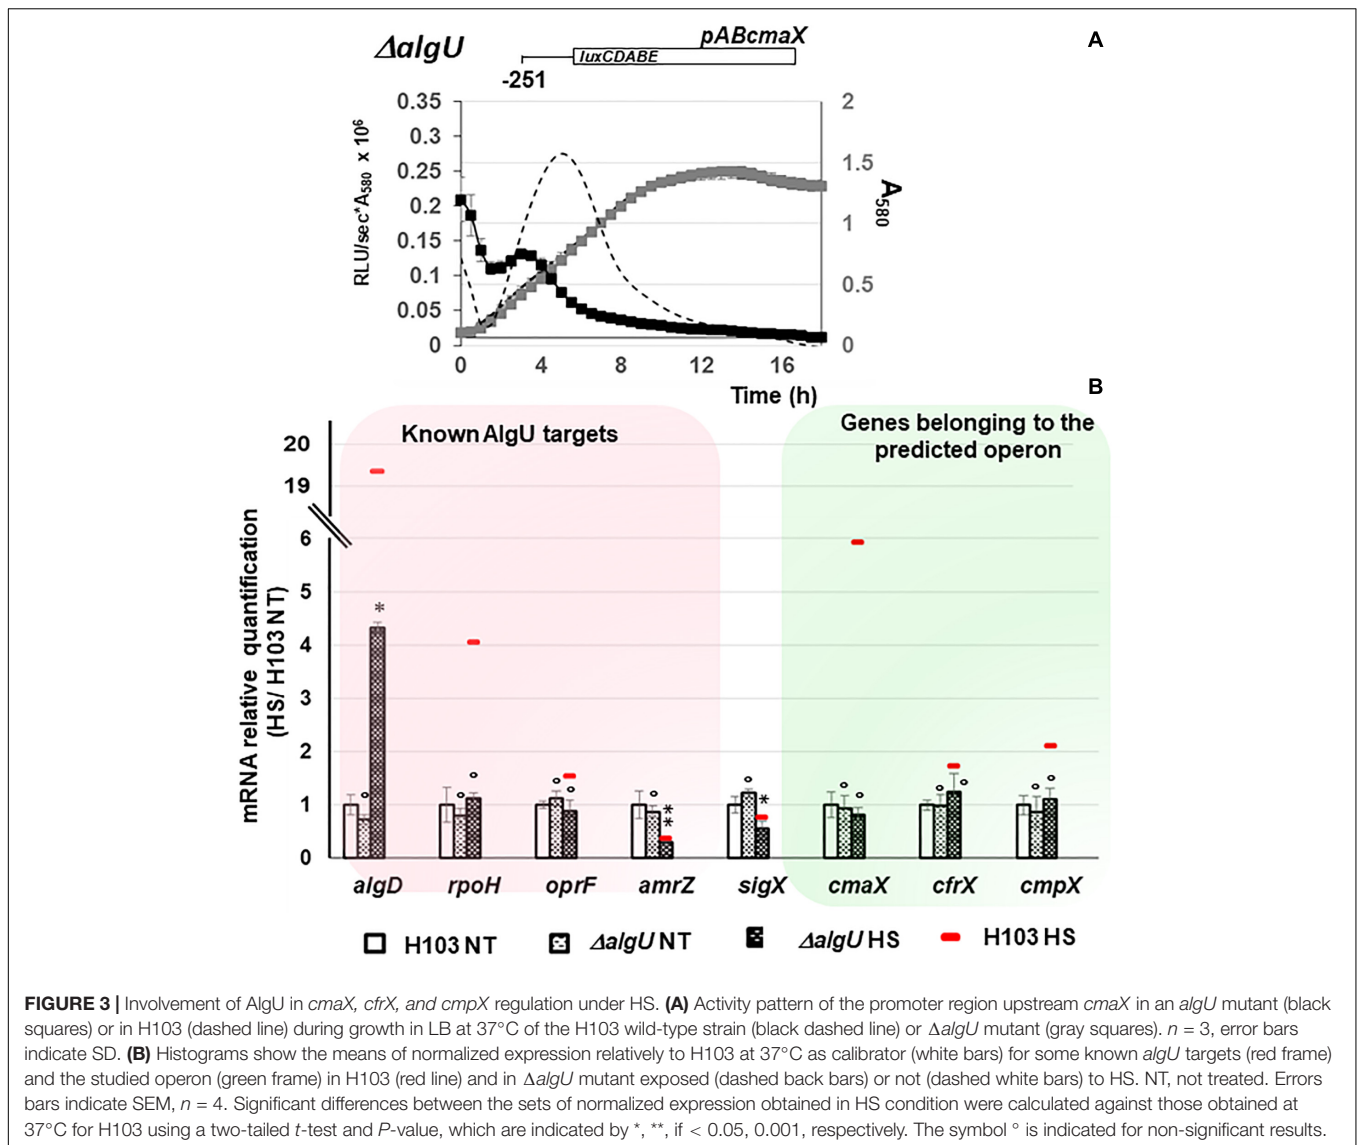 A
ΔalgU
pABcmaX
luxCDABE
-251
RLU/sec*A580 x 10⁶
0.35
0.3
0.25
0.2
0.15
0.1
0.05
0
2
1.5
1
0.5
0
A580
0 4 8 12 16
Time (h)
B
Known AlgU targets
Genes belonging to the
predicted operon
mRNA relative quantification
(HS/ H103 NT)
20
19
6
5
4
3
2
1
0
*
° ° ° ° ° ° ** ° * ° ° ° ° ° °
algD rpoH oprF amrZ sigX cmaX cfrX cmpX
H103 NT ΔalgU NT ΔalgU HS H103 HS
FIGURE 3 | Involvement of AlgU in cmaX, cfrX, and cmpX regulation under HS. (A) Activity pattern of the promoter region upstream cmaX in an algU mutant (black
squares) or in H103 (dashed line) during growth in LB at 37°C of the H103 wild-type strain (black dashed line) or ΔalgU mutant (gray squares). n = 3, error bars
indicate SD. (B) Histograms show the means of normalized expression relatively to H103 at 37°C as calibrator (white bars) for some known algU targets (red frame)
and the studied operon (green frame) in H103 (red line) and in ΔalgU mutant exposed (dashed back bars) or not (dashed white bars) to HS. NT, not treated. Errors
bars indicate SEM, n = 4. Significant differences between the sets of normalized expression obtained in HS condition were calculated against those obtained at
37°C for H103 using a two-tailed t-test and P-value, which are indicated by *, **, if < 0.05, 0.001, respectively. The symbol ° is indicated for non-significant results.